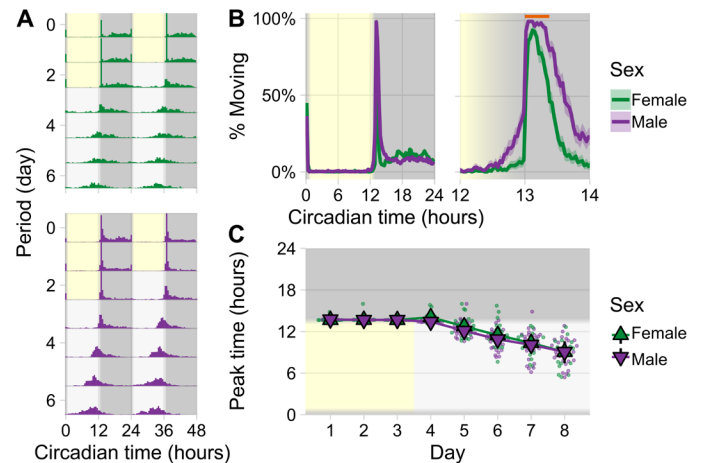 A
0
2
4
6
0
2
4
6
Period (day)
0 12 24 36 48
Circadian time (hours)
B
100%
50%
0%
% Moving
0 6 12 18 24
12 13 14
Circadian time (hours)
Sex
Female
Male
C
24
18
12
6
0
Peak time (hours)
1 2 3 4 5 6 7 8
Day
Sex
Female
Male